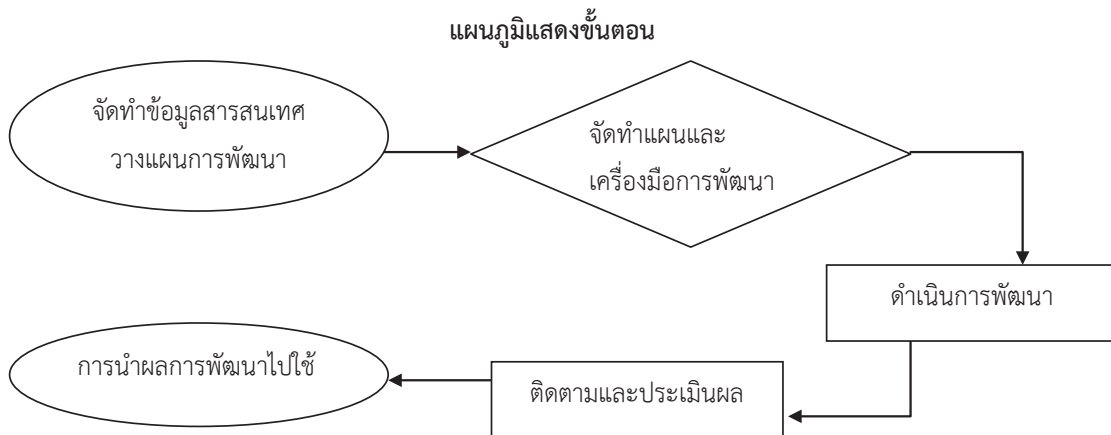 แผนภูมิแสดงขั้นตอน
จัดทำข้อมูลสารสนเทศ
วางแผนการพัฒนา
จัดทำแผนและ
เครื่องมือการพัฒนา
ดำเนินการพัฒนา
ติดตามและประเมินผล
การนำผลการพัฒนาไปใช้